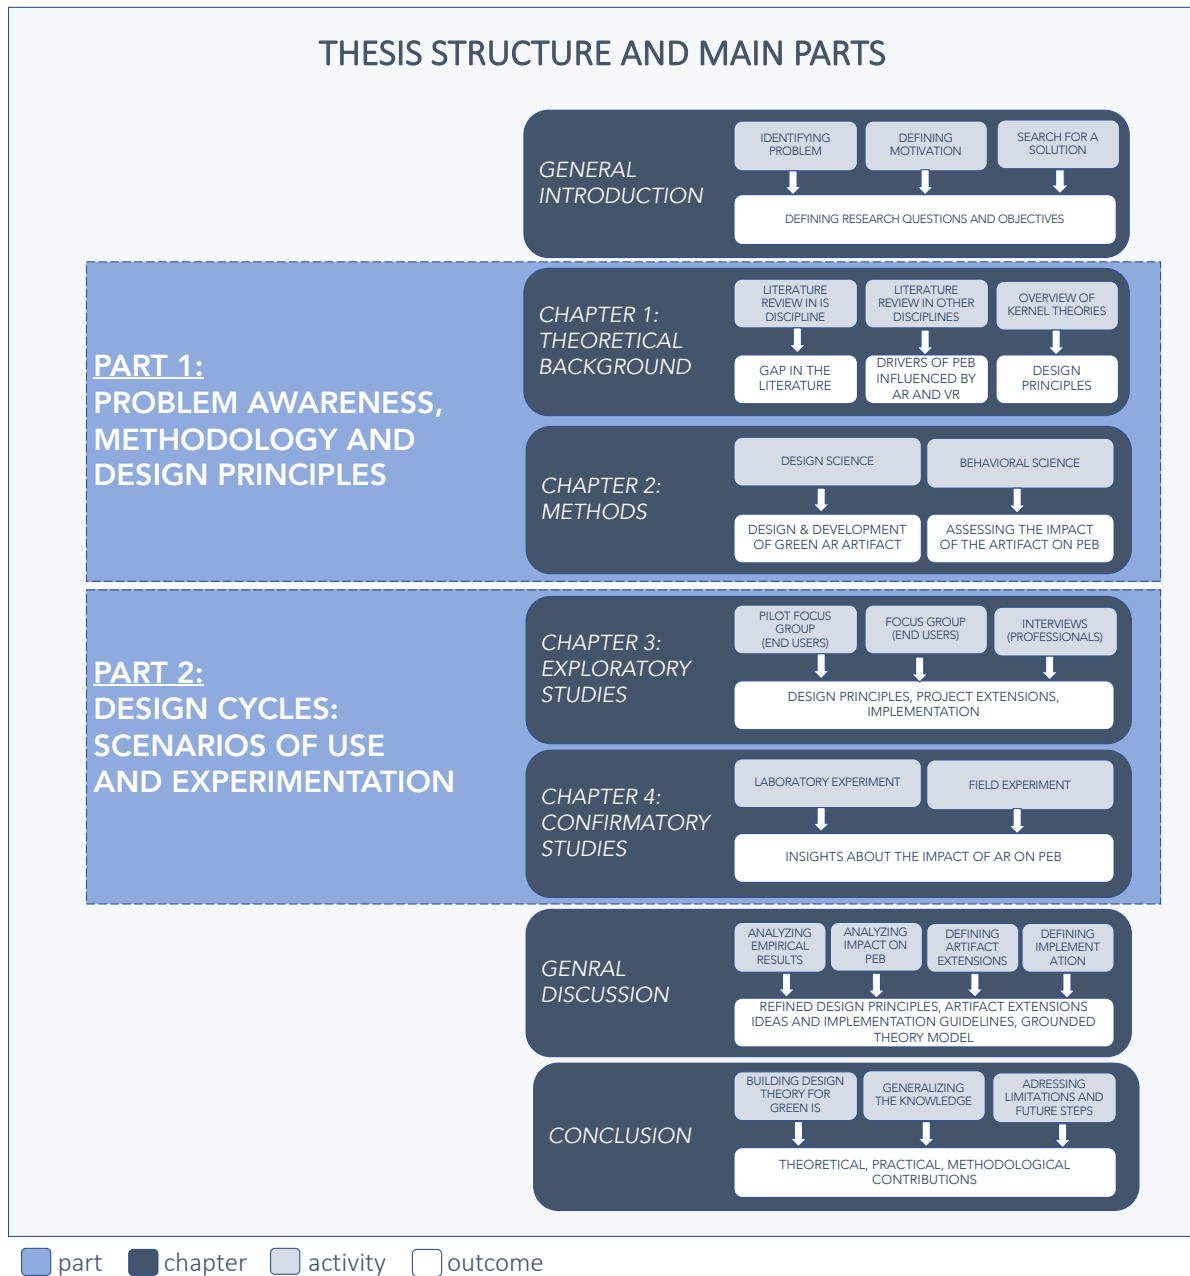 THESIS STRUCTURE AND MAIN PARTS
GENERAL
INTRODUCTION
IDENTIFYING
PROBLEM
DEFINING
MOTIVATION
SEARCH FOR A
SOLUTION
DEFINING RESEARCH QUESTIONS AND OBJECTIVES
PART 1:
PROBLEM AWARENESS,
METHODOLOGY AND
DESIGN PRINCIPLES
CHAPTER 1:
THEORETICAL
BACKGROUND
LITERATURE
REVIEW IN IS
DISCIPLINE
LITERATURE
REVIEW IN OTHER
DISCIPLINES
OVERVIEW OF
KERNEL THEORIES
GAP IN THE
LITERATURE
DRIVERS OF PEB
INFLUENCED BY
AR AND VR
DESIGN
PRINCIPLES
CHAPTER 2:
METHODS
DESIGN SCIENCE
BEHAVIORAL SCIENCE
DESIGN & DEVELOPMENT
OF GREEN AR ARTIFACT
ASSESSING THE IMPACT
OF THE ARTIFACT ON PEB
PART 2:
DESIGN CYCLES:
SCENARIOS OF USE
AND EXPERIMENTATION
CHAPTER 3:
EXPLORATORY
STUDIES
PILOT FOCUS
GROUP
(END USERS)
FOCUS GROUP
(END USERS)
INTERVIEWS
(PROFESSIONALS)
DESIGN PRINCIPLES, PROJECT EXTENSIONS,
IMPLEMENTATION
CHAPTER 4:
CONFIRMATORY
STUDIES
LABORATORY EXPERIMENT
FIELD EXPERIMENT
INSIGHTS ABOUT THE IMPACT OF AR ON PEB
GENRAL
DISCUSSION
ANALYZING
EMPIRICAL
RESULTS
ANALYZING
IMPACT ON
PEB
DEFINING
ARTIFACT
EXTENSIONS
DEFINING
IMPLEMENT
ATION
REFINED DESIGN PRINCIPLES, ARTIFACT EXTENSIONS
IDEAS AND IMPLEMENTATION GUIDELINES, GROUNDED
THEORY MODEL
CONCLUSION
BUILDING DESIGN
THEORY FOR
GREEN IS
GENERALIZING
THE KNOWLEDGE
ADRESSING
LIMITATIONS AND
FUTURE STEPS
THEORETICAL, PRACTICAL, METHODOLOGICAL
CONTRIBUTIONS
part chapter activity outcome